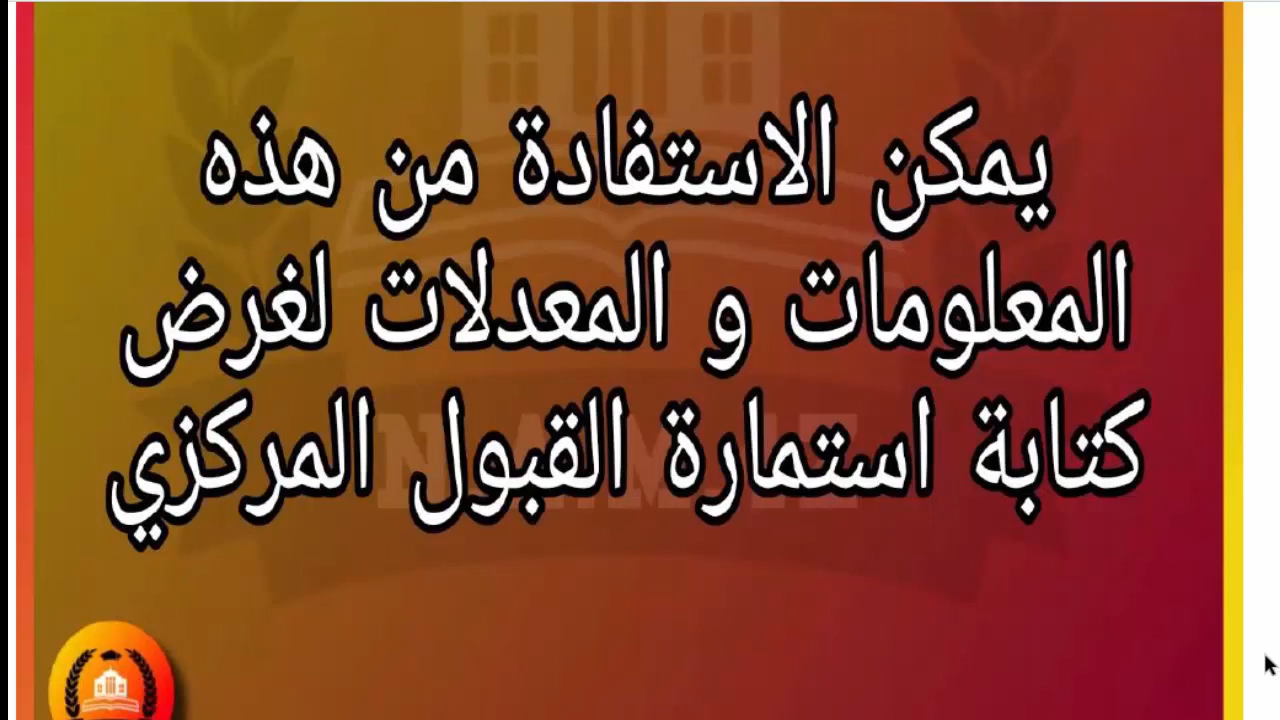 يمكن الاستفادة من هذه
المعلومات و المعدلات لغرض
كتابة استمارة القبول المركزي